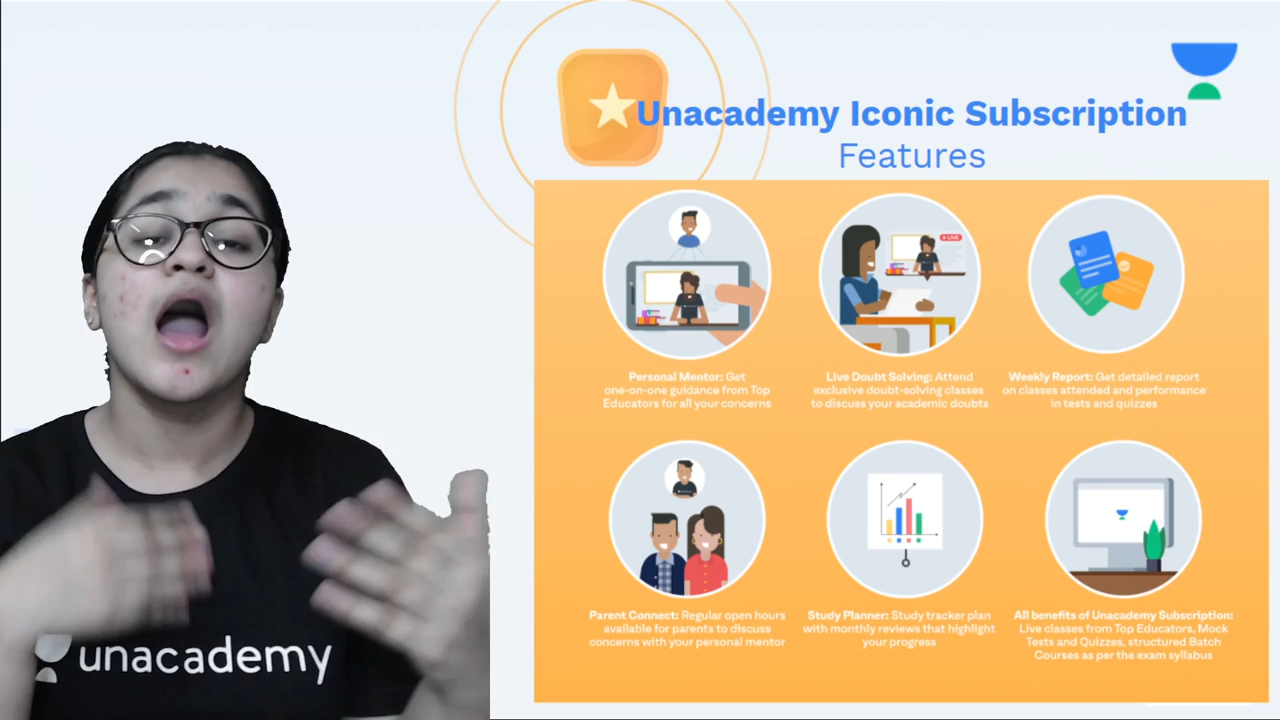 Unacademy Iconic Subscription
Features
LIVE
Personal Mentor: Get
one-on-one guidance from Top
Educators for all your concerns
Live Doubt Solving: Attend
exclusive doubt-solving classes
to discuss your academic doubts
Weekly Report: Get detailed report
on classes attended and performance
in tests and quizzes
Parent Connect: Regular open hours
available for parents to discuss
concerns with your personal mentor
Study Planner: Study tracker plan
with monthly reviews that highlight
your progress
All benefits of Unacademy Subscription:
Live classes from Top Educators, Mock
Tests and Quizzes, structured Batch
Courses as per the exam syllabus
unacademy